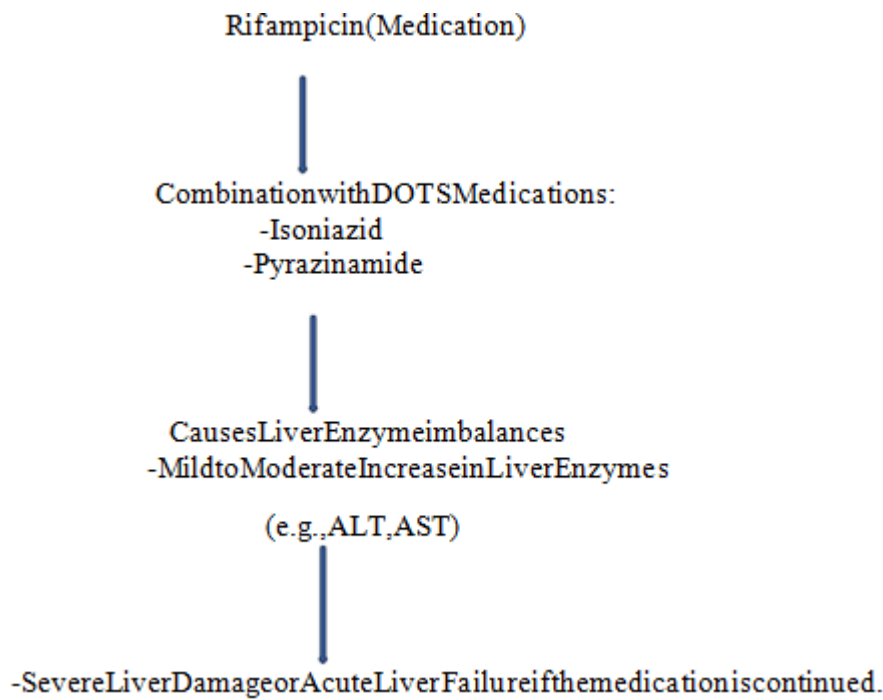 Rifampicin(Medication)
CombinationwithDOTSMedications:
-Isoniazid
-Pyrazinamide
CausesLiverEnzymeimbalances
-MildtoModerateIncreaseinLiverEnzymes
(e.g.,ALT,AST)
-SevereLiverDamageorAcuteLiverFailureifthemedicationiscontinued.